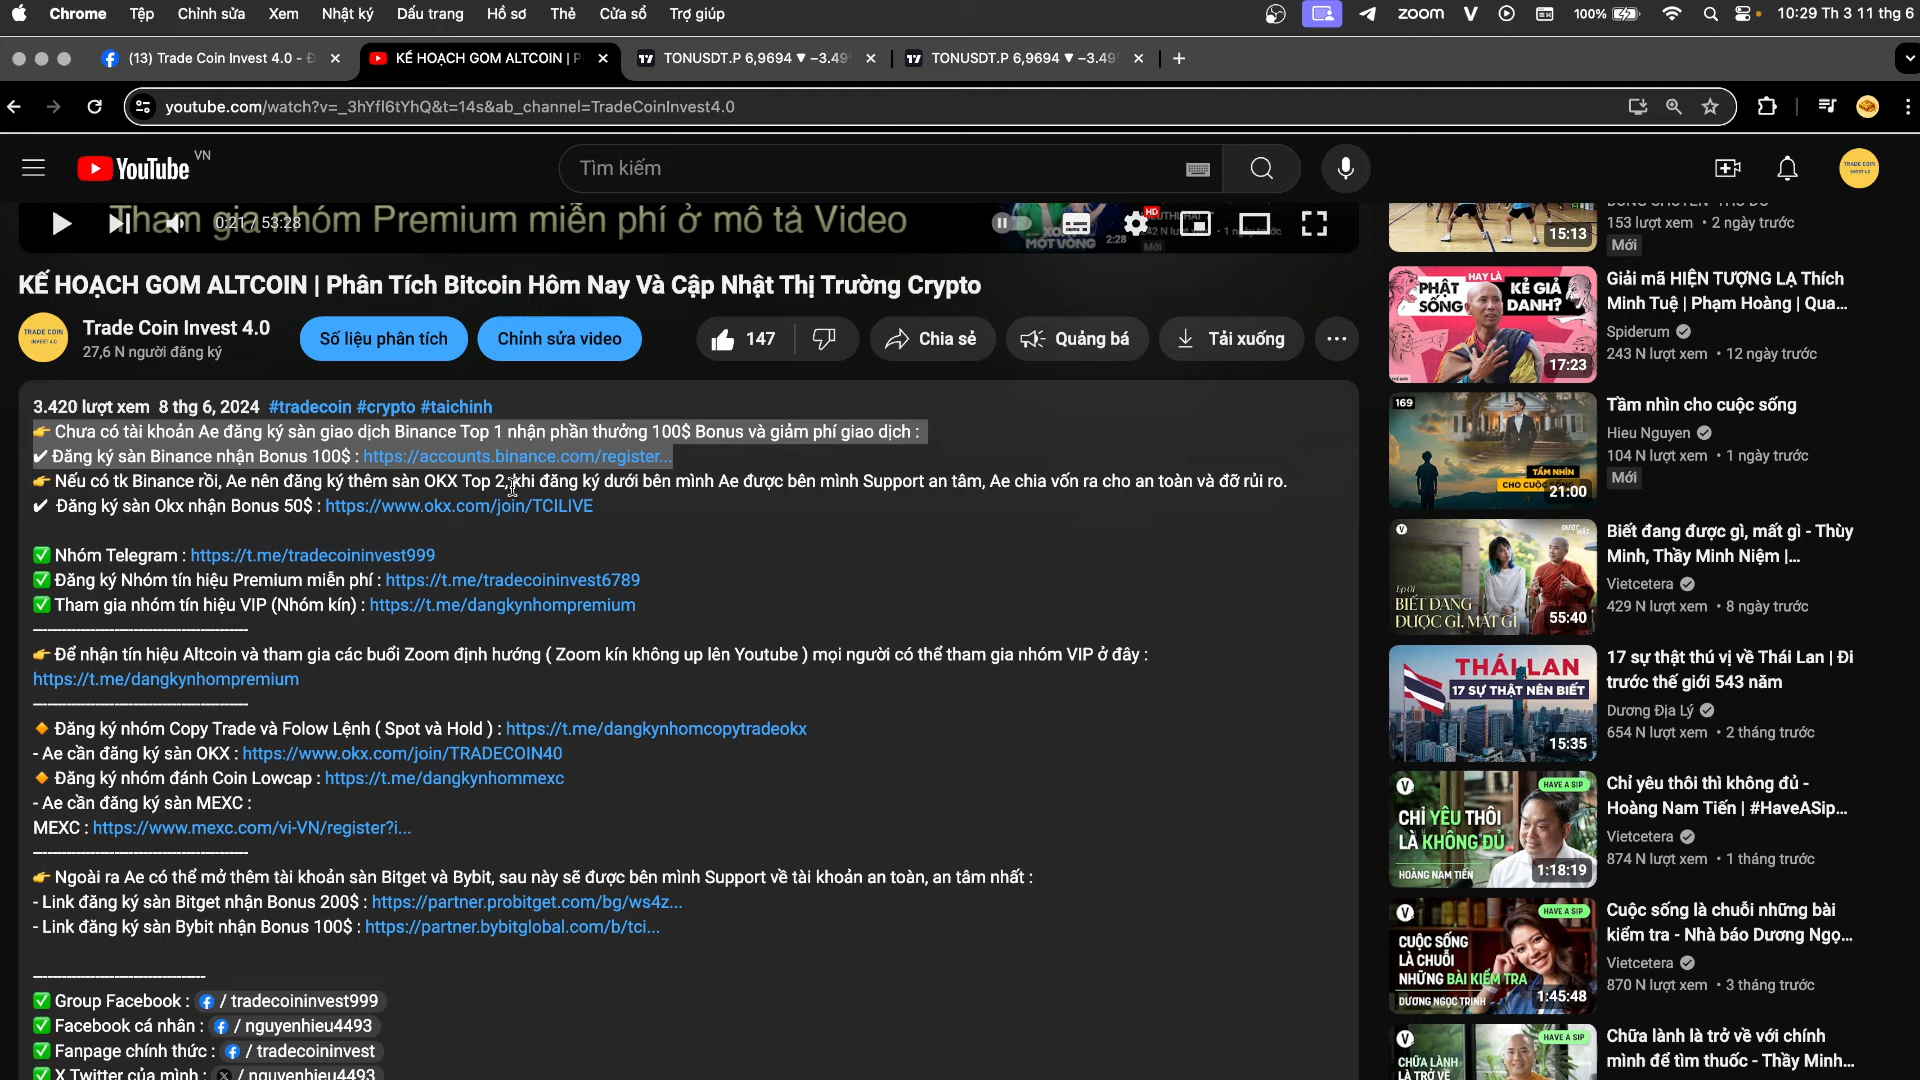 Chrome Tệp Chỉnh sửa Xem Nhật ký Dấu trang Hồ sơ Thẻ Cửa sổ Trợ giúp zoom 100% 10:29 Th 3 11 thg 6
(13) Trade Coin Invest 4.0 - KẾ HOẠCH GOM ALTCOIN | P TONUSDT.P 6,9694 ▼ −3.49 TONUSDT.P 6,9694 ▼ −3.49
youtube.com/watch?v=_3hYfl6tYhQ&t=14s&ab_channel=TradeCoinInvest4.0
YouTube VN Tìm kiếm TRADE COIN INVEST 4.0
Tham gia nhóm Premium miễn phí ở mô tả Video
0:21 / 53:28
HD
MỘT VÒNG 2:28 Mới
KẾ HOẠCH GOM ALTCOIN | Phân Tích Bitcoin Hôm Nay Và Cập Nhật Thị Trường Crypto
TRADE COIN INVEST 4.0
Trade Coin Invest 4.0
27,6 N người đăng ký
Số liệu phân tích Chỉnh sửa video 147 Chia sẻ Quảng bá Tải xuống
3.420 lượt xem 8 thg 6, 2024 #tradecoin #crypto #taichinh
👉 Chưa có tài khoản Ae đăng ký sàn giao dịch Binance Top 1 nhận phần thưởng 100$ Bonus và giảm phí giao dịch :
✔ Đăng ký sàn Binance nhận Bonus 100$ : https://accounts.binance.com/register...
👉 Nếu có tk Binance rồi, Ae nên đăng ký thêm sàn OKX Top 2, khi đăng ký dưới bên mình Ae được bên mình Support an tâm, Ae chia vốn ra cho an toàn và đỡ rủi ro.
✔ Đăng ký sàn Okx nhận Bonus 50$ : https://www.okx.com/join/TCILIVE
✅ Nhóm Telegram : https://t.me/tradecoininvest999
✅ Đăng ký Nhóm tín hiệu Premium miễn phí : https://t.me/tradecoininvest6789
✅ Tham gia nhóm tín hiệu VIP (Nhóm kín) : https://t.me/dangkynhompremium
-------------------------------------------
👉 Để nhận tín hiệu Altcoin và tham gia các buổi Zoom định hướng ( Zoom kín không up lên Youtube ) mọi người có thể tham gia nhóm VIP ở đây :
https://t.me/dangkynhompremium
-------------------------------------------
🔸 Đăng ký nhóm Copy Trade và Folow Lệnh ( Spot và Hold ) : https://t.me/dangkynhomcopytradeokx
- Ae cần đăng ký sàn OKX : https://www.okx.com/join/TRADECOIN40
🔸 Đăng ký nhóm đánh Coin Lowcap : https://t.me/dangkynhommexc
- Ae cần đăng ký sàn MEXC :
MEXC : https://www.mexc.com/vi-VN/register?i...
-------------------------------------------
👉 Ngoài ra Ae có thể mở thêm tài khoản sàn Bitget và Bybit, sau này sẽ được bên mình Support về tài khoản an toàn, an tâm nhất :
- Link đăng ký sàn Bitget nhận Bonus 200$ : https://partner.probitget.com/bg/ws4z...
- Link đăng ký sàn Bybit nhận Bonus 100$ : https://partner.bybitglobal.com/b/tci...
-----------------------------------
✅ Group Facebook : / tradecoininvest999
✅ Facebook cá nhân : / nguyenhieu4493
✅ Fanpage chính thức : / tradecoininvest
✅ X Twitter của mình : / nguyenhieu4493
15:13
153 lượt xem • 2 ngày trước
Mới
HAY LÀ
PHẬT SỐNG KẺ GIẢ DANH?
17:23
Giải mã HIỆN TƯỢNG LẠ Thích
Minh Tuệ | Phạm Hoàng | Qua...
Spiderum
243 N lượt xem • 12 ngày trước
169
TẦM NHÌN
CHO CUỘC SỐNG
21:00
Tầm nhìn cho cuộc sống
Hieu Nguyen
104 N lượt xem • 1 ngày trước
Mới
Ep 01
BIẾT ĐANG
ĐƯỢC GÌ, MẤT GÌ
55:40
Biết đang được gì, mất gì - Thùy
Minh, Thầy Minh Niệm |...
Vietcetera
429 N lượt xem • 8 ngày trước
THÁI LAN
17 SỰ THẬT NÊN BIẾT
15:35
17 sự thật thú vị về Thái Lan | Đi
trước thế giới 543 năm
Dương Địa Lý
654 N lượt xem • 2 tháng trước
HAVE A SIP
CHỈ YÊU THÔI
LÀ KHÔNG ĐỦ
HOÀNG NAM TIẾN
1:18:19
Chỉ yêu thôi thì không đủ -
Hoàng Nam Tiến | #HaveASip...
Vietcetera
874 N lượt xem • 1 tháng trước
HAVE A SIP
CUỘC SỐNG
LÀ CHUỖI
NHỮNG BÀI KIỂM TRA
DƯƠNG NGỌC TRINH
1:45:48
Cuộc sống là chuỗi những bài
kiểm tra - Nhà báo Dương Ngọ...
Vietcetera
870 N lượt xem • 3 tháng trước
HAVE A SIP
CHỮA LÀNH
LÀ TRỞ VỀ
Chữa lành là trở về với chính
mình để tìm thuốc - Thầy Minh...